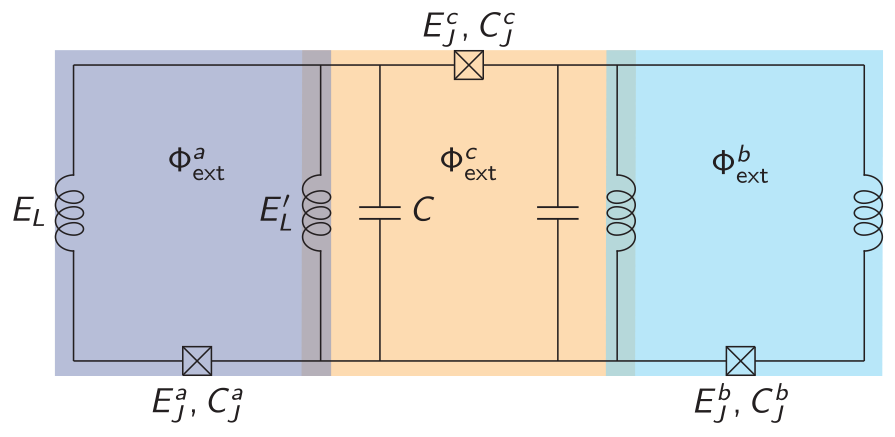 E_J^c, C_J^c
Φ_ext^a
Φ_ext^c
Φ_ext^b
E_L
E_L′
C
E_J^a, C_J^a
E_J^b, C_J^b